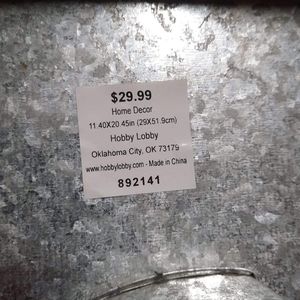 $29.99
Home Decor
11.40X20.45in (29X51.9cm)
Hobby Lobby
Oklahoma City, OK 73179
www.hobbylobby.com - Made in China
892141